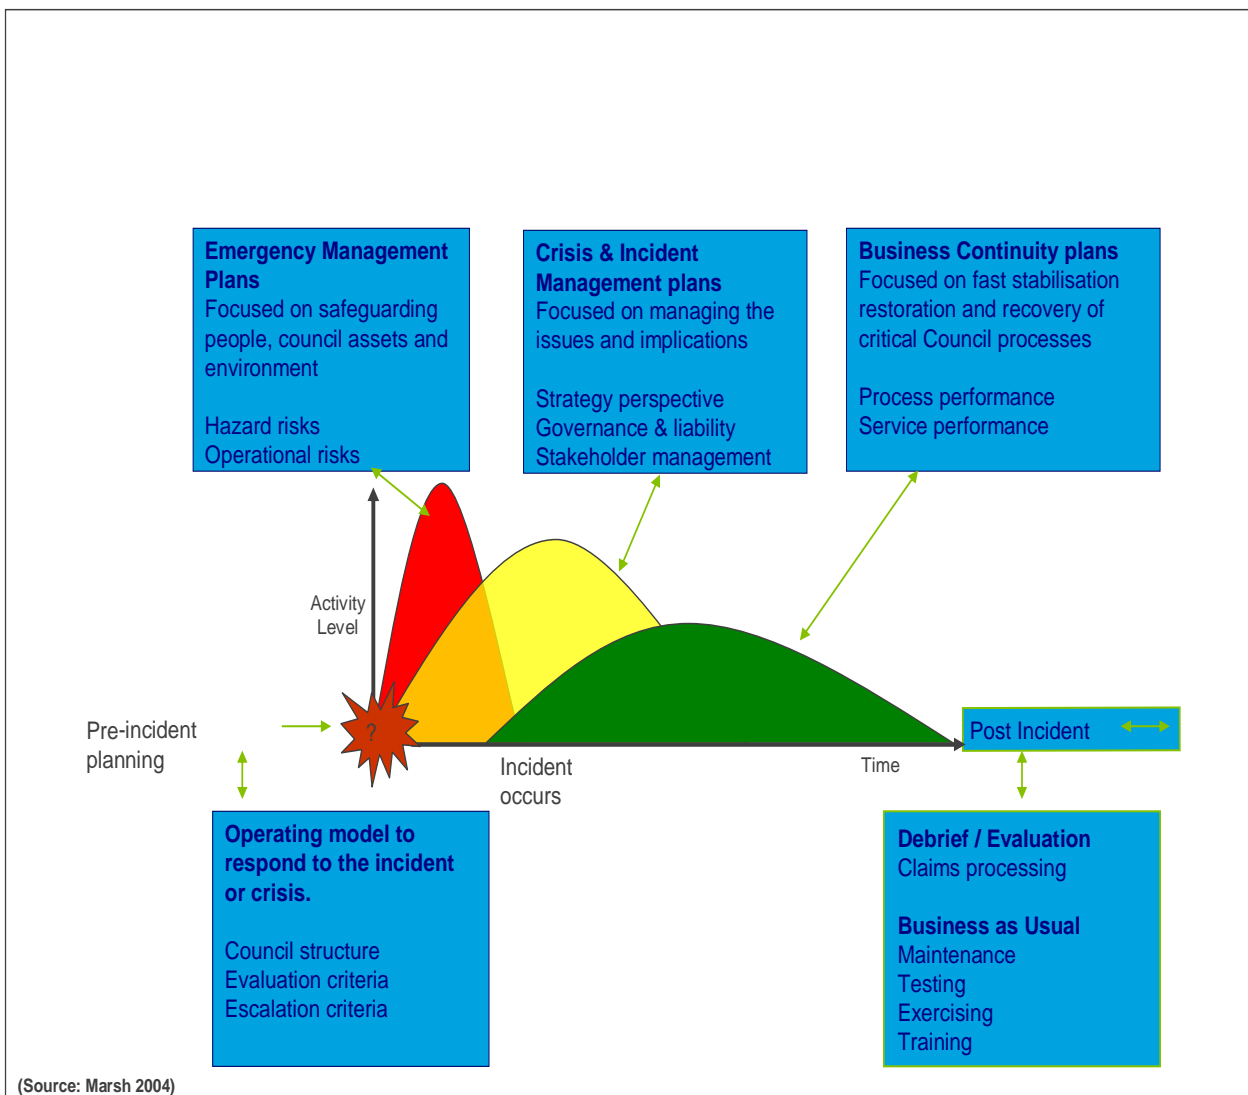 Emergency Management
Plans
Focused on safeguarding
people, council assets and
environment
Hazard risks
Operational risks
Crisis & Incident
Management plans
Focused on managing the
issues and implications
Strategy perspective
Governance & liability
Stakeholder management
Business Continuity plans
Focused on fast stabilisation
restoration and recovery of
critical Council processes
Process performance
Service performance
Activity
Level
Pre-incident
planning
?
Incident
occurs
Time
Post Incident
Operating model to
respond to the incident
or crisis.
Council structure
Evaluation criteria
Escalation criteria
Debrief / Evaluation
Claims processing
Business as Usual
Maintenance
Testing
Exercising
Training
(Source: Marsh 2004)